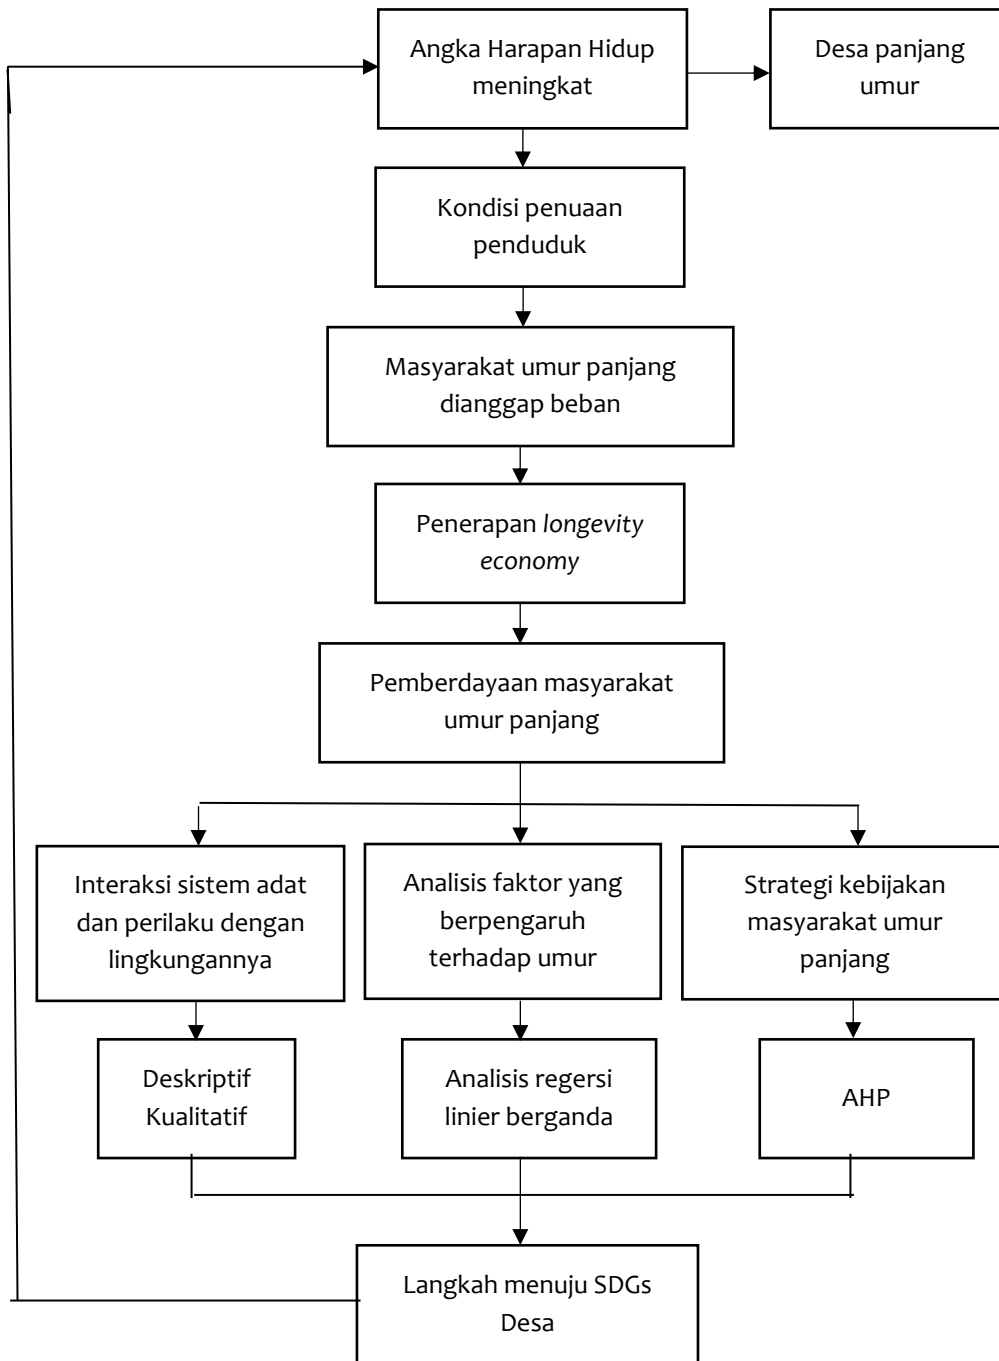 Angka Harapan Hidup
meningkat
Desa panjang
umur
Kondisi penuaan
penduduk
Masyarakat umur panjang
dianggap beban
Penerapan longevity
economy
Pemberdayaan masyarakat
umur panjang
Interaksi sistem adat
dan perilaku dengan
lingkungannya
Analisis faktor yang
berpengaruh
terhadap umur
Strategi kebijakan
masyarakat umur
panjang
Deskriptif
Kualitatif
Analisis regersi
linier berganda
AHP
Langkah menuju SDGs
Desa